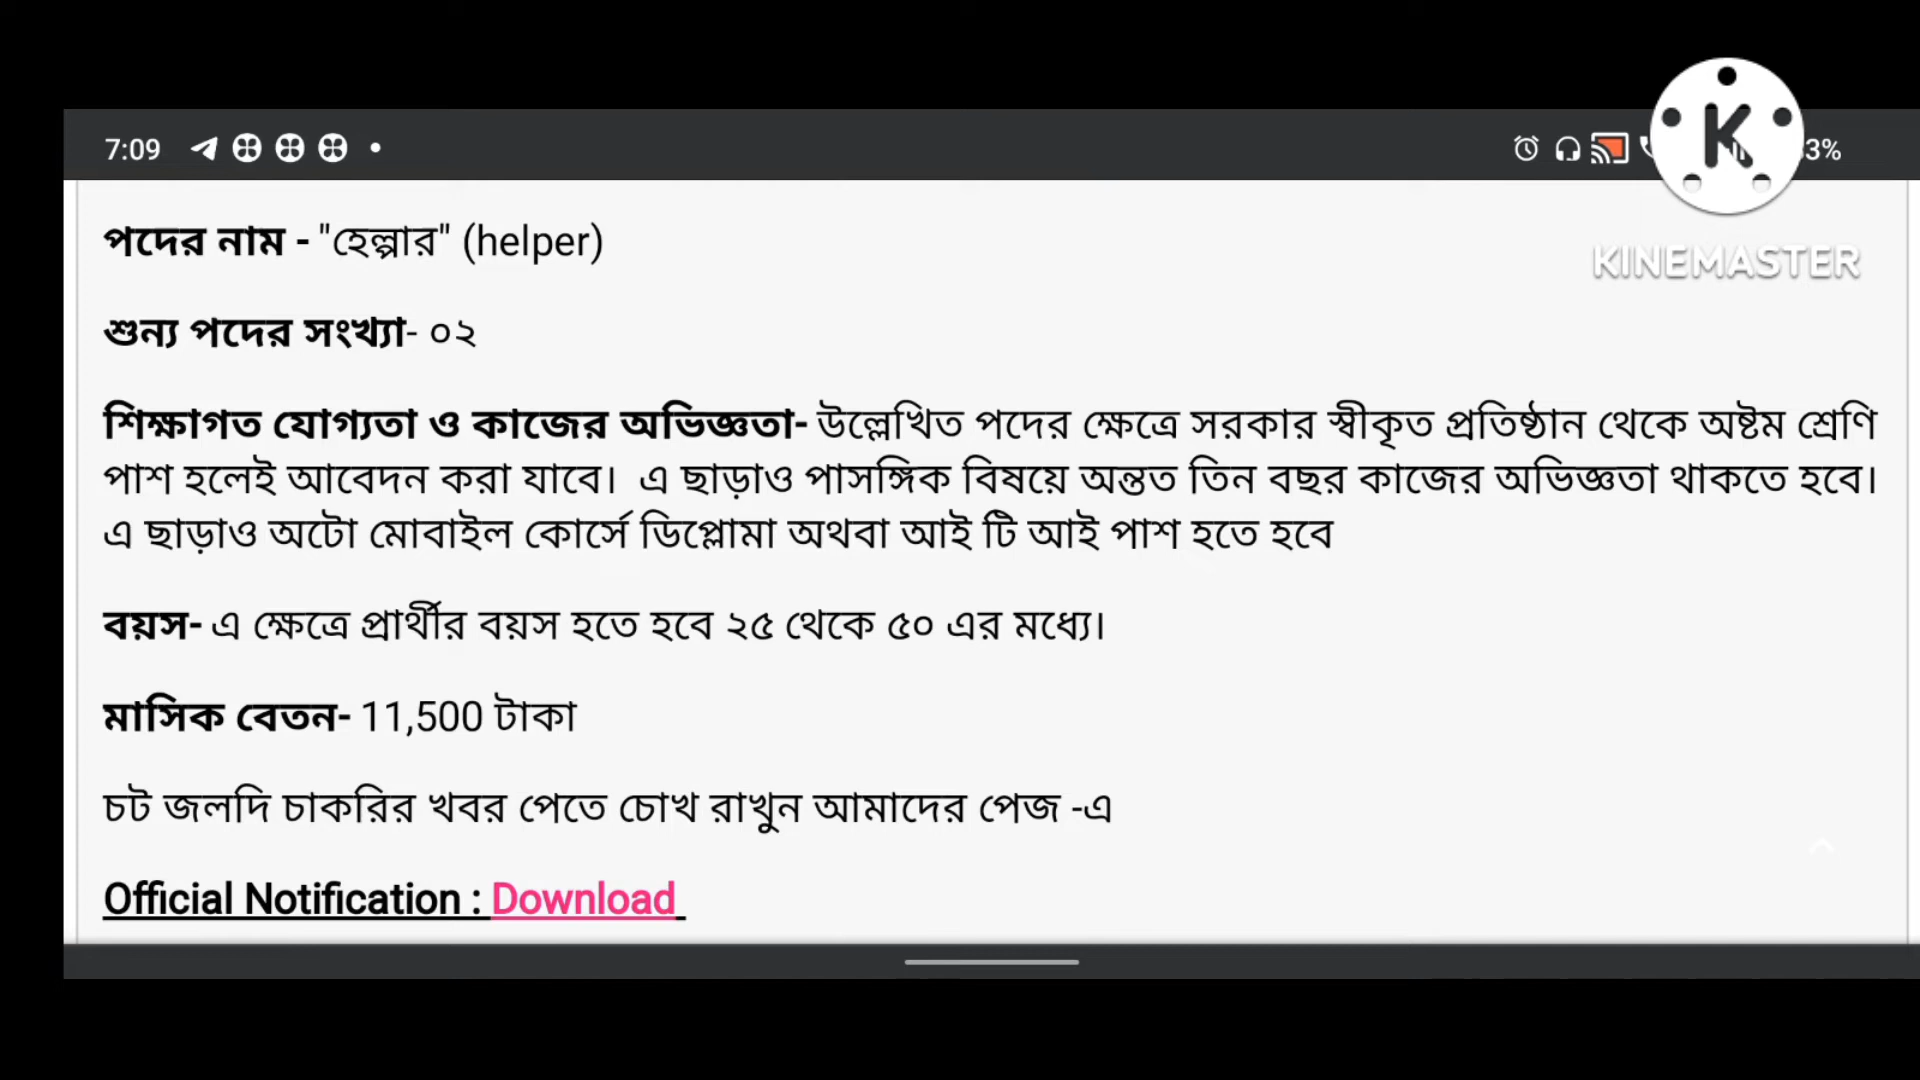 7:09
3%
K
KINEMASTER
পদের নাম - "হেল্পার" (helper)
শুন্য পদের সংখ্যা- ০২
শিক্ষাগত যোগ্যতা ও কাজের অভিজ্ঞতা- উল্লেখিত পদের ক্ষেত্রে সরকার স্বীকৃত প্রতিষ্ঠান থেকে অষ্টম শ্রেণি
পাশ হলেই আবেদন করা যাবে। এ ছাড়াও পাসঙ্গিক বিষয়ে অন্তত তিন বছর কাজের অভিজ্ঞতা থাকতে হবে।
এ ছাড়াও অটো মোবাইল কোর্সে ডিপ্লোমা অথবা আই টি আই পাশ হতে হবে
বয়স- এ ক্ষেত্রে প্রার্থীর বয়স হতে হবে ২৫ থেকে ৫০ এর মধ্যে।
মাসিক বেতন- 11,500 টাকা
চট জলদি চাকরির খবর পেতে চোখ রাখুন আমাদের পেজ -এ
Official Notification : Download